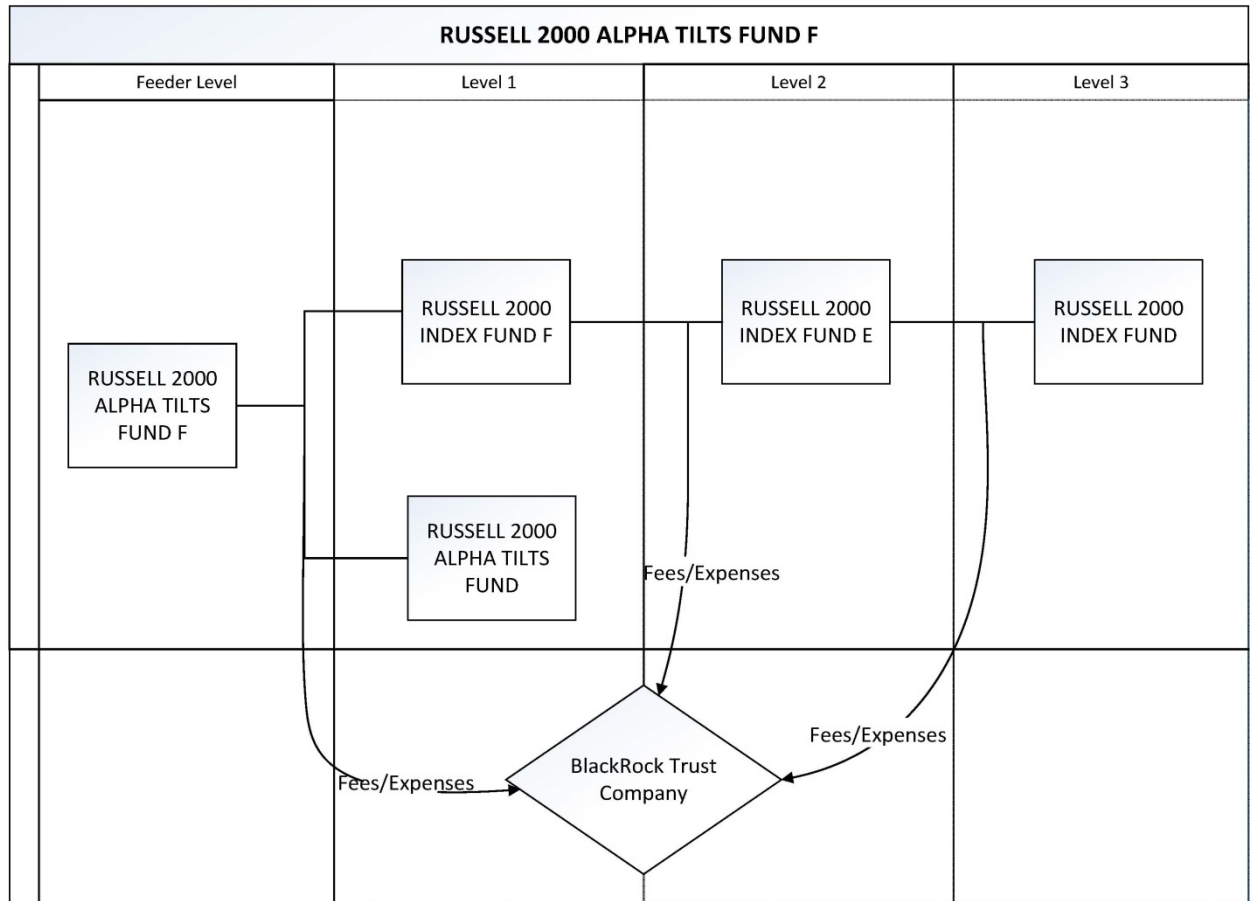 RUSSELL 2000 ALPHA TILTS FUND F
Feeder Level
Level 1
Level 2
Level 3
RUSSELL 2000
ALPHA TILTS
FUND F
RUSSELL 2000
INDEX FUND F
RUSSELL 2000
INDEX FUND E
RUSSELL 2000
INDEX FUND
RUSSELL 2000
ALPHA TILTS
FUND
Fees/Expenses
Fees/Expenses
Fees/Expenses
BlackRock Trust
Company